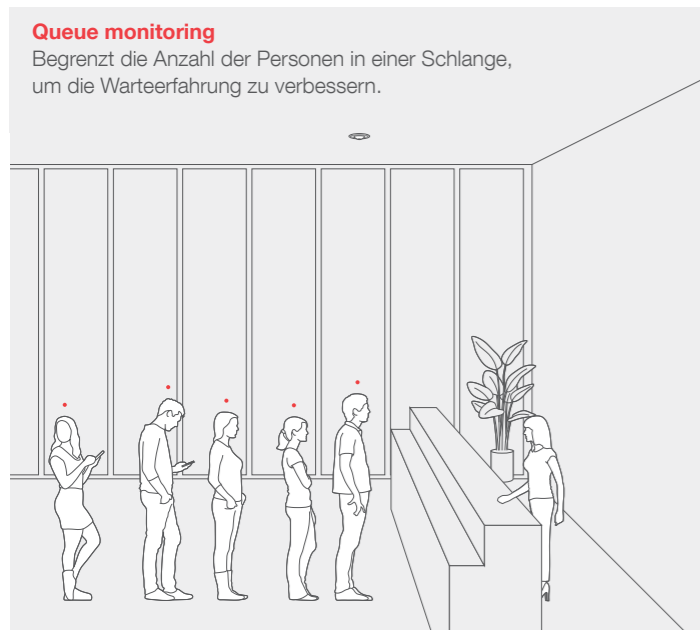 Queue monitoring
Begrenzt die Anzahl der Personen in einer Schlange,
um die Warteerfahrung zu verbessern.